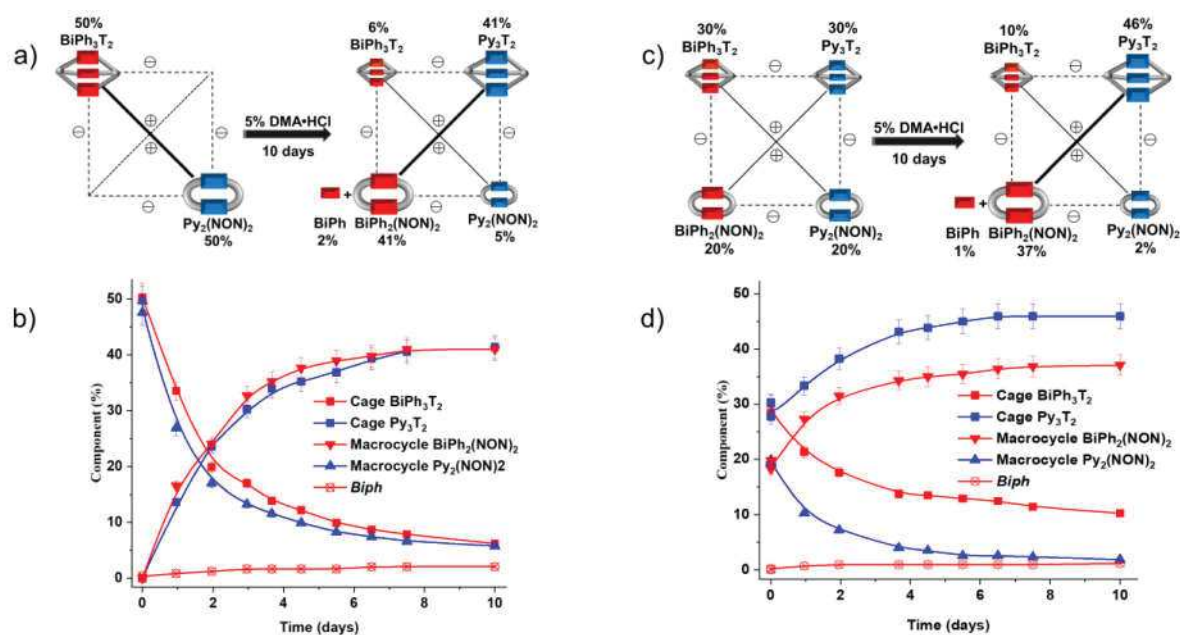 a)
50%
BiPh₃T₂
⊖
⊖
⊕
⊕
⊖
⊖
Py₂(NON)₂
50%
5% DMA•HCl
10 days
6%
BiPh₃T₂
41%
Py₃T₂
⊖
⊖
⊕
⊕
⊖
⊖
+
BiPh
2%
BiPh₂(NON)₂
41%
Py₂(NON)₂
5%
c)
30%
BiPh₃T₂
30%
Py₃T₂
⊖
⊖
⊕
⊕
⊖
⊖
BiPh₂(NON)₂
20%
Py₂(NON)₂
20%
5% DMA•HCl
10 days
10%
BiPh₃T₂
46%
Py₃T₂
⊖
⊖
⊕
⊕
⊖
⊖
+
BiPh
1%
BiPh₂(NON)₂
37%
Py₂(NON)₂
2%
b)
Component (%)
50
40
30
20
10
0
Cage BiPh₃T₂
Cage Py₃T₂
Macrocycle BiPh₂(NON)₂
Macrocycle Py₂(NON)2
Biph
0
2
4
6
8
10
Time (days)
d)
Component (%)
50
40
30
20
10
0
Cage BiPh₃T₂
Cage Py₃T₂
Macrocycle BiPh₂(NON)₂
Macrocycle Py₂(NON)₂
Biph
0
2
4
6
8
10
Time (days)